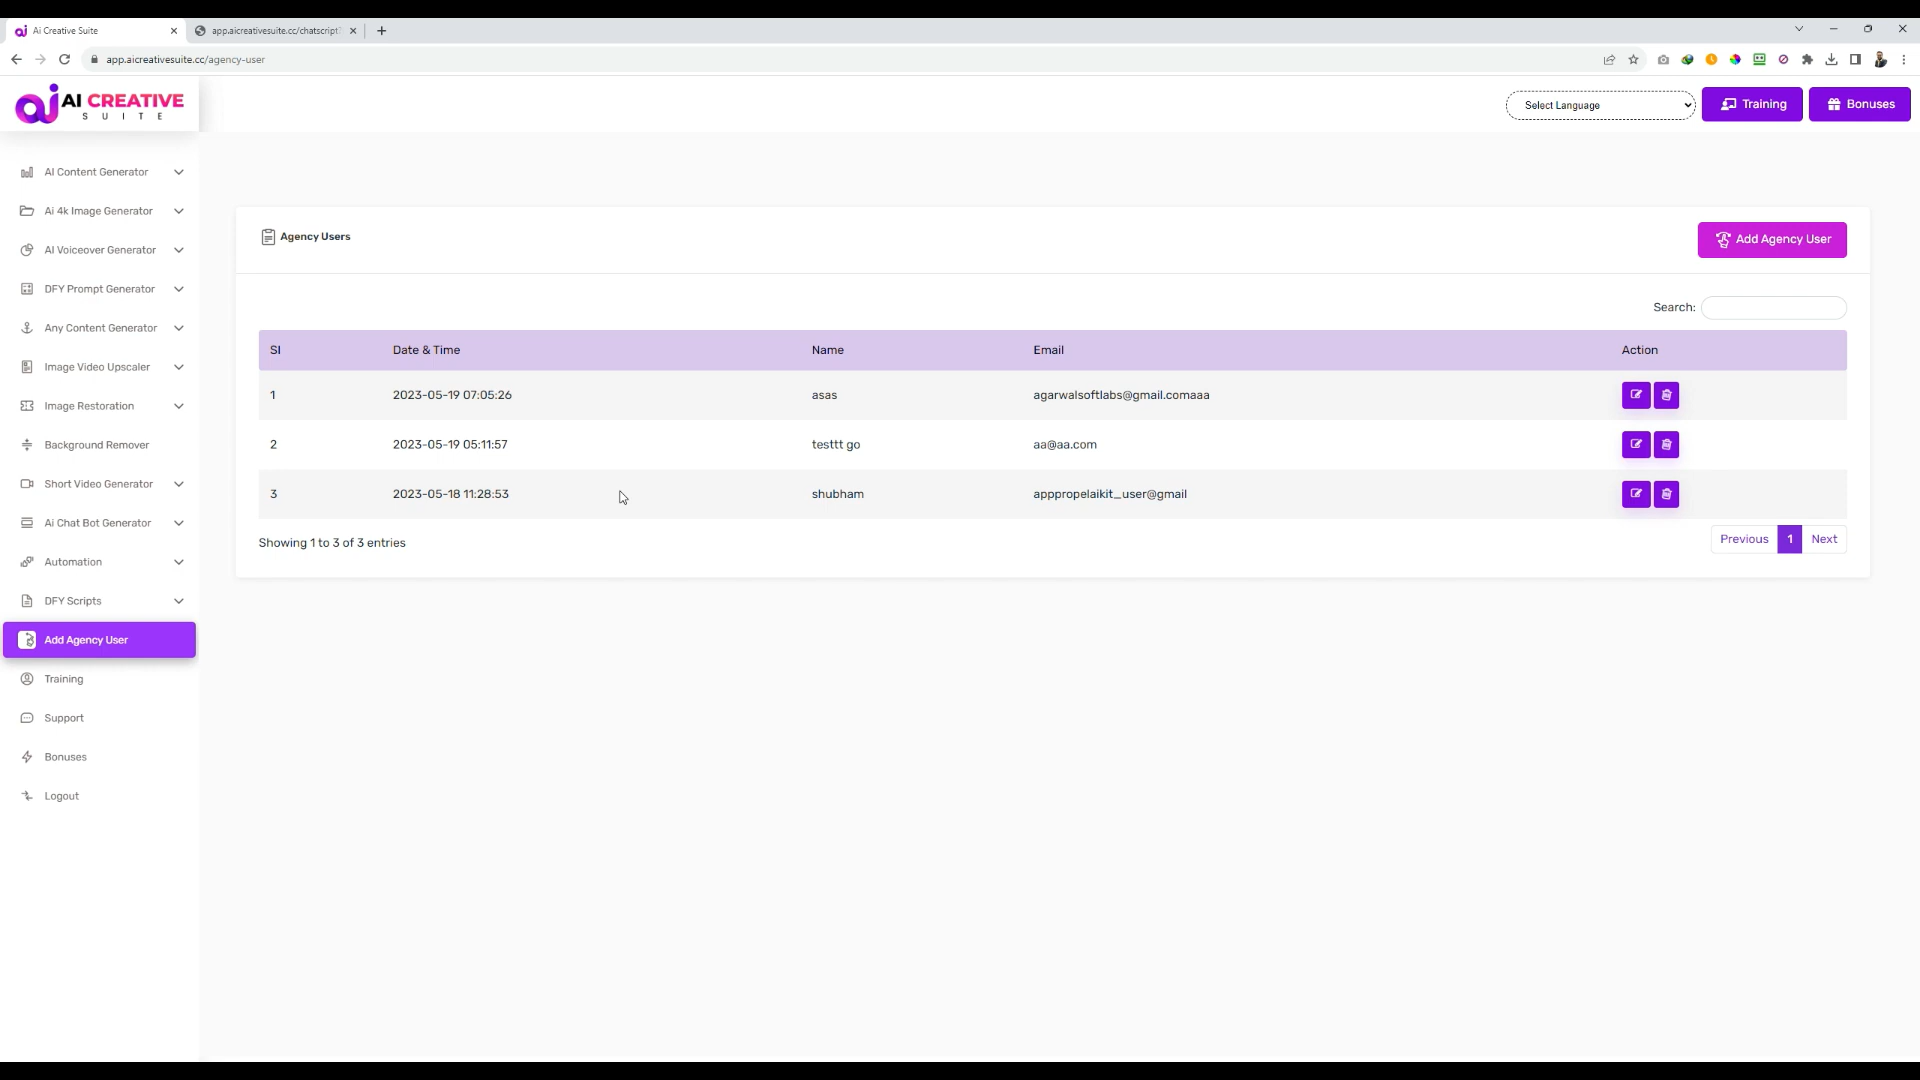 Ai Creative Suite
app.aicreativesuite.cc/chatscript
app.aicreativesuite.cc/agency-user
AI CREATIVE
SUITE
Select Language
Training
Bonuses
AI Content Generator
Ai 4k Image Generator
AI Voiceover Generator
DFY Prompt Generator
Any Content Generator
Image Video Upscaler
Image Restoration
Background Remover
Short Video Generator
Ai Chat Bot Generator
Automation
DFY Scripts
Add Agency User
Training
Support
Bonuses
Logout
Agency Users
Add Agency User
Search:
Sl Date & Time Name Email Action
1 2023-05-19 07:05:26 asas agarwalsoftlabs@gmail.comaaa
2 2023-05-19 05:11:57 testtt go aa@aa.com
3 2023-05-18 11:28:53 shubham apppropelaikit_user@gmail
Showing 1 to 3 of 3 entries
Previous 1 Next